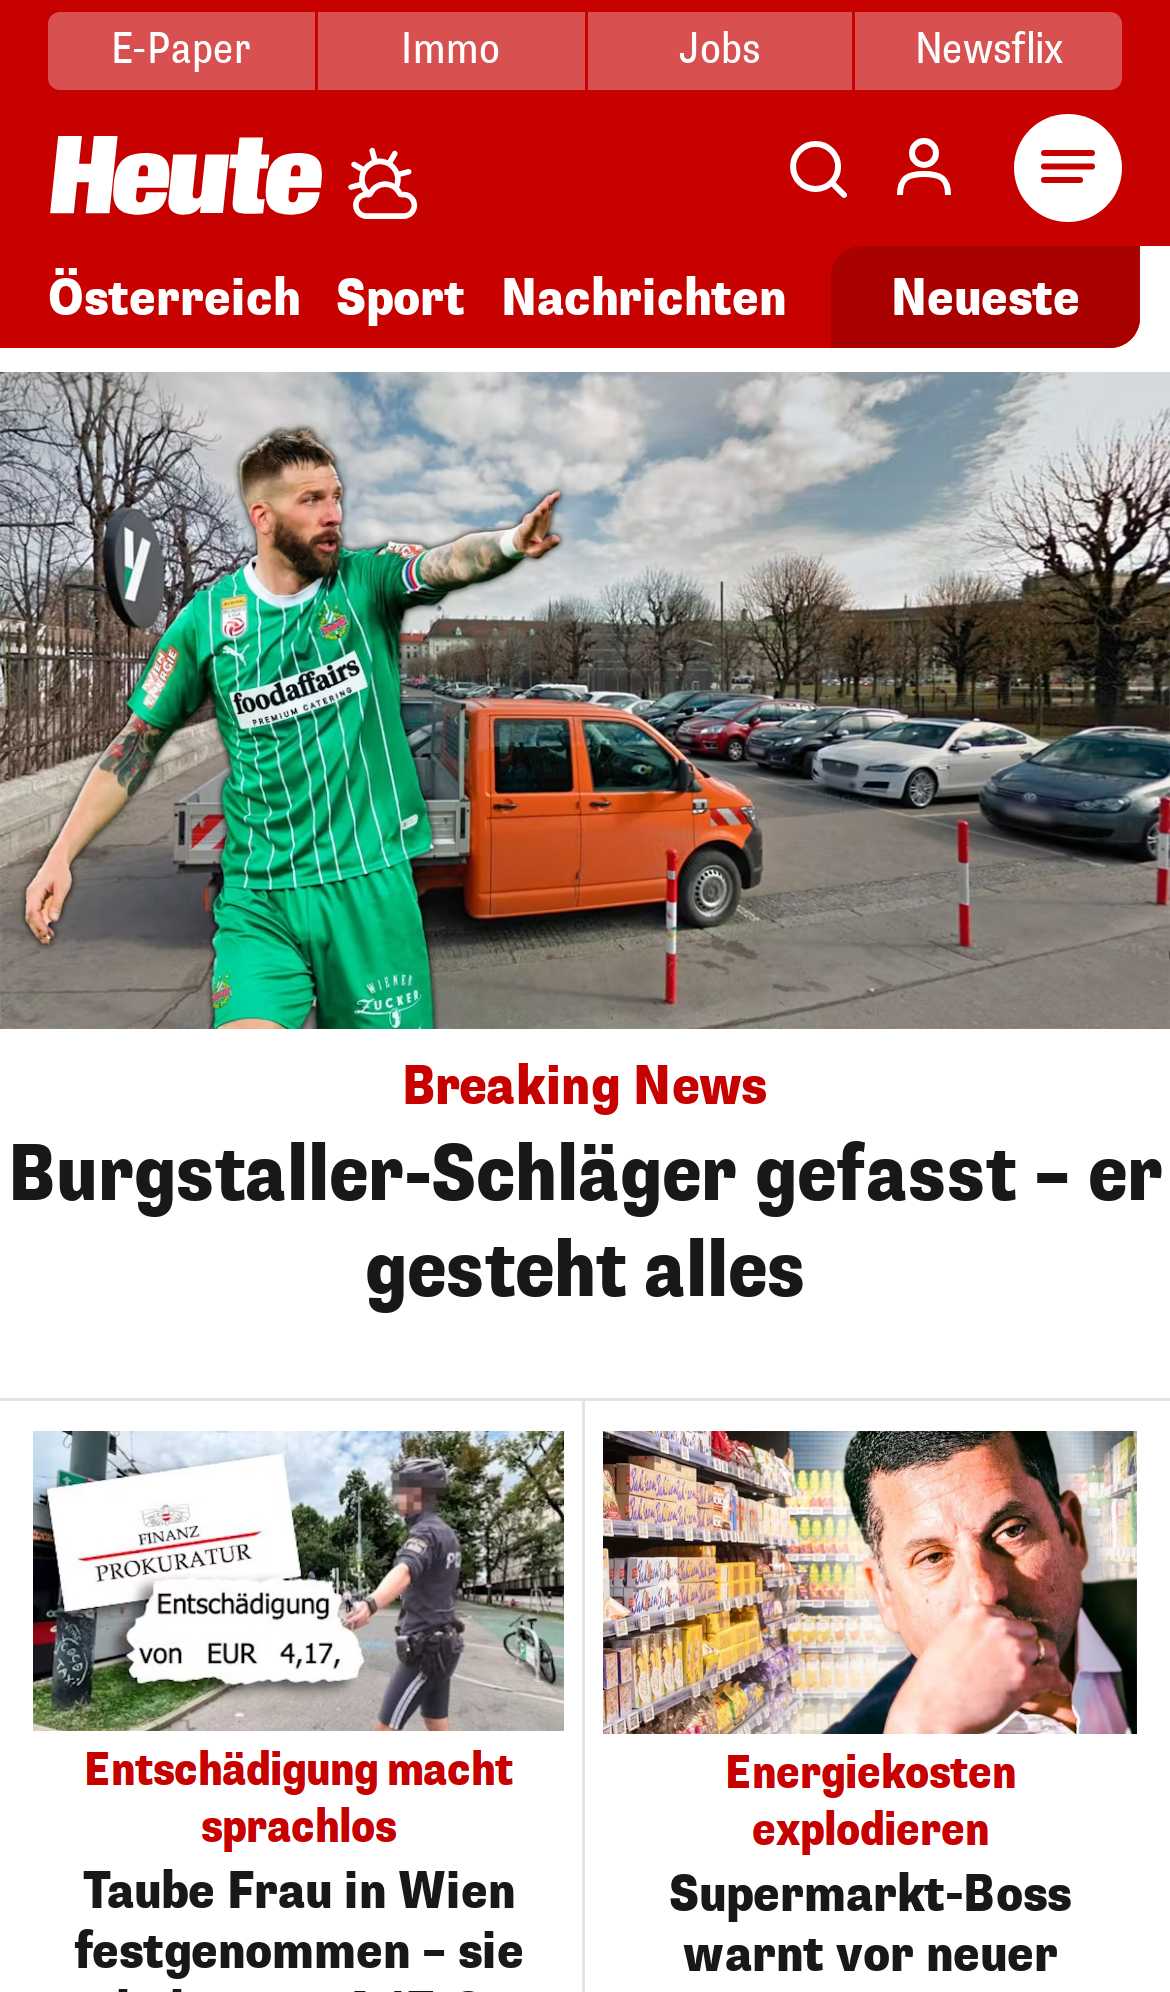 E-Paper
Immo
Jobs
Newsflix
Heute
Österreich
Sport
Nachrichten
Neueste
WIEN
ENERGIE
foodaffairs
PREMIUM CATERING
WIENER
ZUCKER
Breaking News
Burgstaller-Schläger gefasst – er
gesteht alles
FINANZ
PROKURATUR
Entschädigung
von EUR 4,17,
Entschädigung macht
sprachlos
Taube Frau in Wien
festgenommen – sie
Energiekosten
explodieren
Supermarkt-Boss
warnt vor neuer